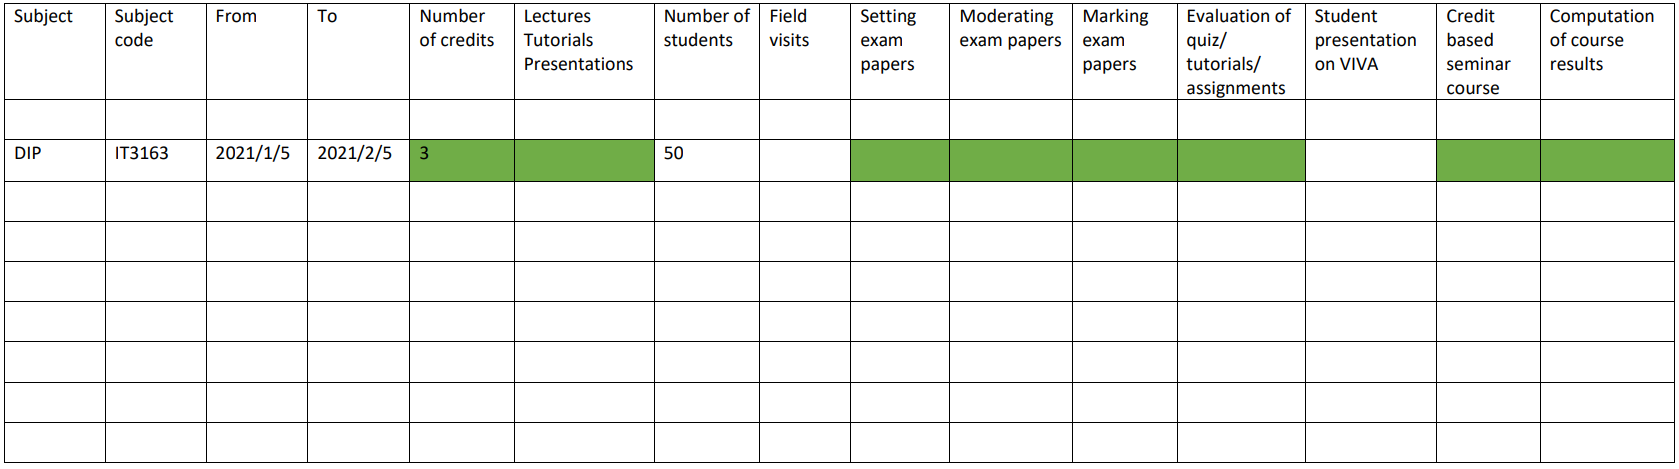 Subject
Subject
code
From
To
Number
of credits
Lectures
Tutorials
Presentations
Number of
students
Field
visits
Setting
exam
papers
Moderating
exam papers
Marking
exam
papers
Evaluation of
quiz/
tutorials/
assignments
Student
presentation
on VIVA
Credit
based
seminar
course
Computation
of course
results
DIP
IT3163
2021/1/5
2021/2/5
3
50